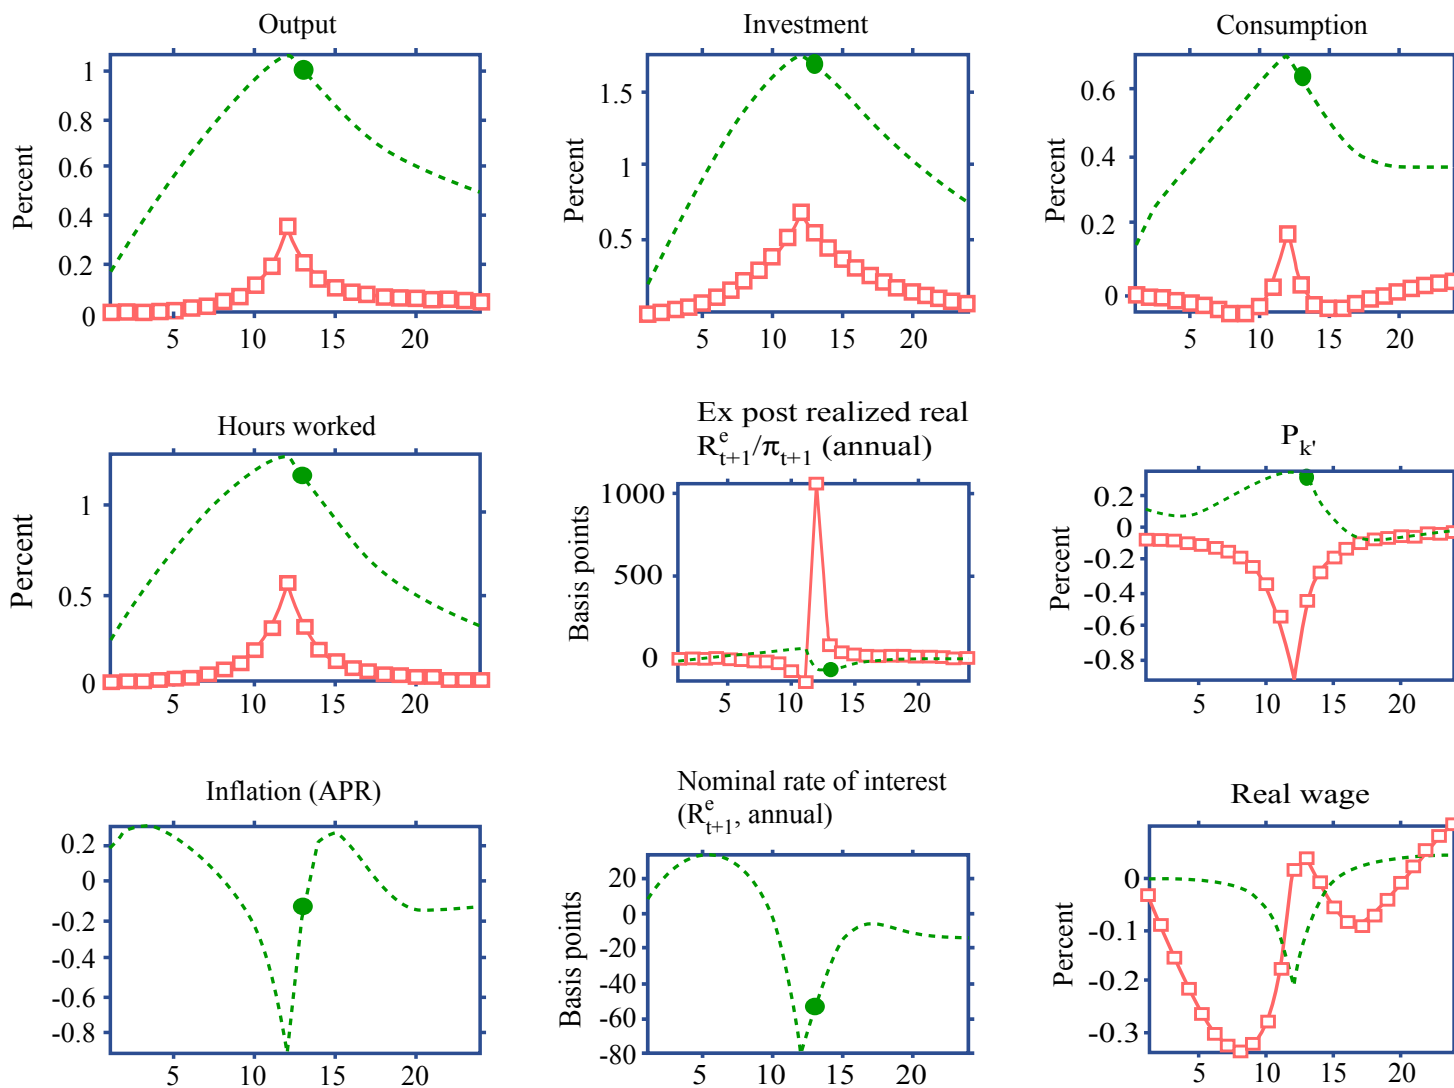 Output
Percent
1
0.8
0.6
0.4
0.2
0
5 10 15 20
Investment
Percent
1.5
1
0.5
5 10 15 20
Consumption
Percent
0.6
0.4
0.2
0
5 10 15 20
Hours worked
Percent
1
0.5
0
5 10 15 20
Ex post realized real
R^e_{t+1}/π_{t+1} (annual)
Basis points
1000
500
0
5 10 15 20
P_{k'}
Percent
0.2
0
-0.2
-0.4
-0.6
-0.8
5 10 15 20
Inflation (APR)
0.2
0
-0.2
-0.4
-0.6
-0.8
5 10 15 20
Nominal rate of interest
(R^e_{t+1}, annual)
Basis points
20
0
-20
-40
-60
-80
5 10 15 20
Real wage
Percent
0
-0.1
-0.2
-0.3
5 10 15 20